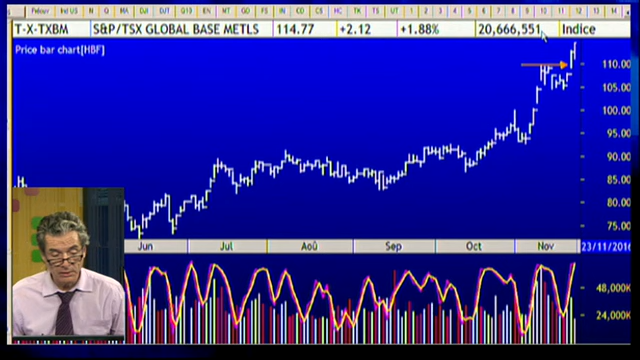 T-X-TXBM S&P/TSX GLOBAL BASE METLS 114.77 +2.12 +1.88% 20,666,551 Indice
Price bar chart[HBF]
110.00
105.00
100.00
95.00
90.00
85.00
80.00
75.00
Jun Jul Aoû Sep Oct Nov 23/11/2016
48,000K
24,000K